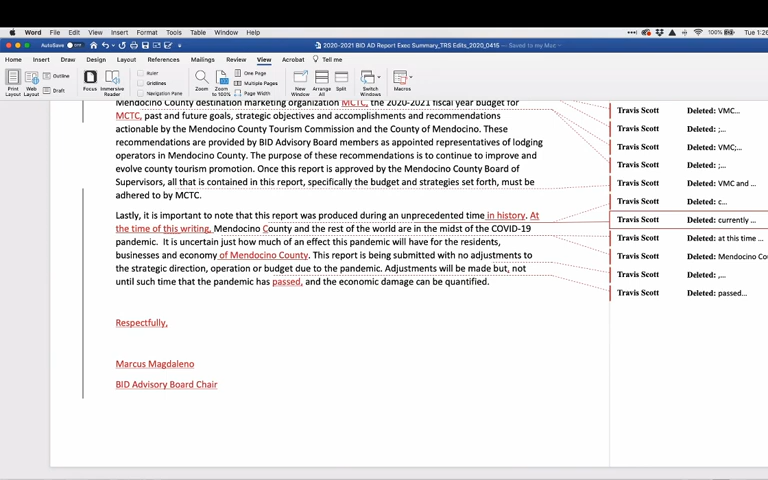 Word File Edit View Insert Format Tools Table Window Help 100% Tue 1:26
AutoSave OFF 2020-2021 BID AD Report Exec Summary_TRS Edits_2020_0415 — Saved to my Mac
Home Insert Draw Design Layout References Mailings Review View Acrobat Tell me
Print Layout Web Layout Outline Draft Focus Immersive Reader Ruler Gridlines Navigation Pane Zoom Zoom to 100% One Page Multiple Pages Page Width New Window Arrange All Split Switch Windows Macros
Mendocino County destination marketing organization MCTC, the 2020-2021 fiscal year budget for
MCTC, past and future goals, strategic objectives and accomplishments and recommendations
actionable by the Mendocino County Tourism Commission and the County of Mendocino. These
recommendations are provided by BID Advisory Board members as appointed representatives of lodging
operators in Mendocino County. The purpose of these recommendations is to continue to improve and
evolve county tourism promotion. Once this report is approved by the Mendocino County Board of
Supervisors, all that is contained in this report, specifically the budget and strategies set forth, must be
adhered to by MCTC.
Lastly, it is important to note that this report was produced during an unprecedented time in history. At
the time of this writing, Mendocino County and the rest of the world are in the midst of the COVID-19
pandemic. It is uncertain just how much of an effect this pandemic will have for the residents,
businesses and economy of Mendocino County. This report is being submitted with no adjustments to
the strategic direction, operation or budget due to the pandemic. Adjustments will be made but, not
until such time that the pandemic has passed, and the economic damage can be quantified.
Respectfully,
Marcus Magdaleno
BID Advisory Board Chair
Travis Scott Deleted: VMC...
Travis Scott Deleted: ;...
Travis Scott Deleted: VMC;...
Travis Scott Deleted: ;...
Travis Scott Deleted: VMC and ...
Travis Scott Deleted: c...
Travis Scott Deleted: currently ...
Travis Scott Deleted: at this time ...
Travis Scott Deleted: Mendocino Co
Travis Scott Deleted: ,...
Travis Scott Deleted: passed...